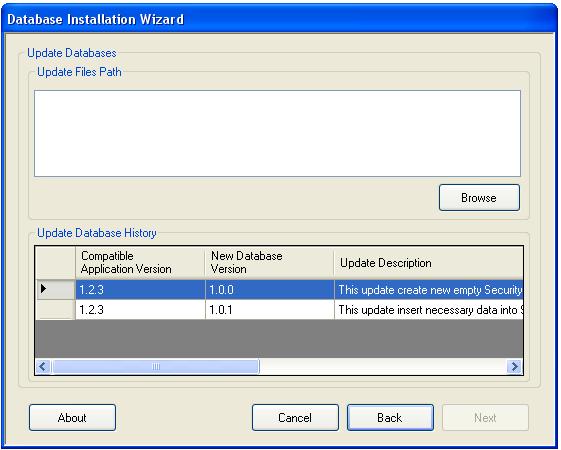 Database Installation Wizard
Update Databases
Update Files Path
Browse
Update Database History
Compatible Application Version New Database Version Update Description
1.2.3 1.0.0 This update create new empty Security
1.2.3 1.0.1 This update insert necessary data into
About Cancel Back Next